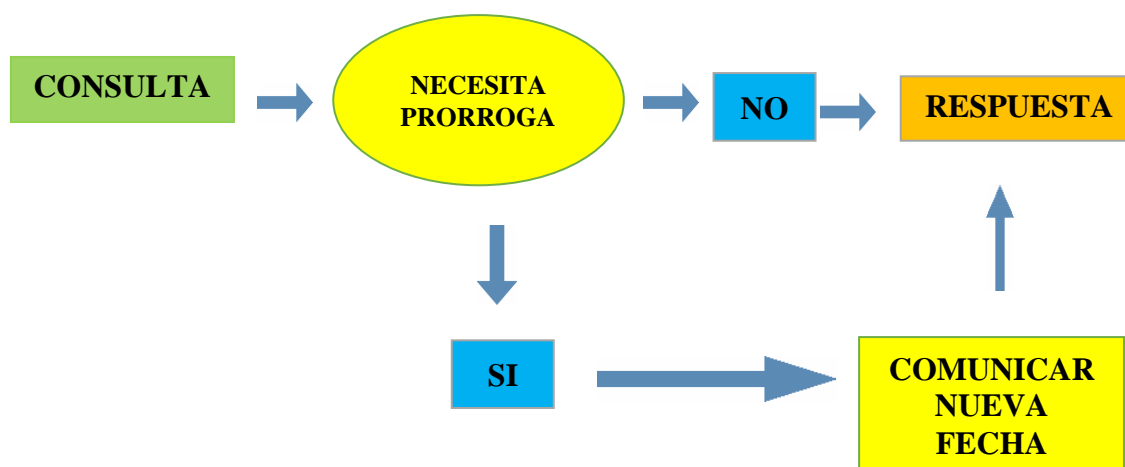 CONSULTA
NECESITA
PRORROGA
NO
RESPUESTA
SI
COMUNICAR
NUEVA
FECHA